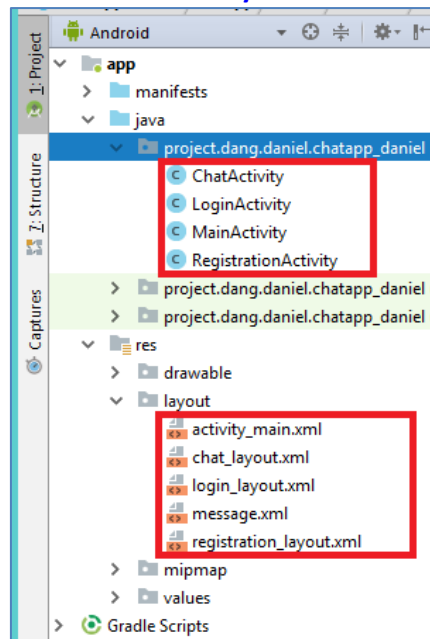 Android
1: Project
app
manifests
java
project.dang.daniel.chatapp_daniel
ChatActivity
LoginActivity
MainActivity
RegistrationActivity
project.dang.daniel.chatapp_daniel
project.dang.daniel.chatapp_daniel
7: Structure
Captures
res
drawable
layout
activity_main.xml
chat_layout.xml
login_layout.xml
message.xml
registration_layout.xml
mipmap
values
Gradle Scripts